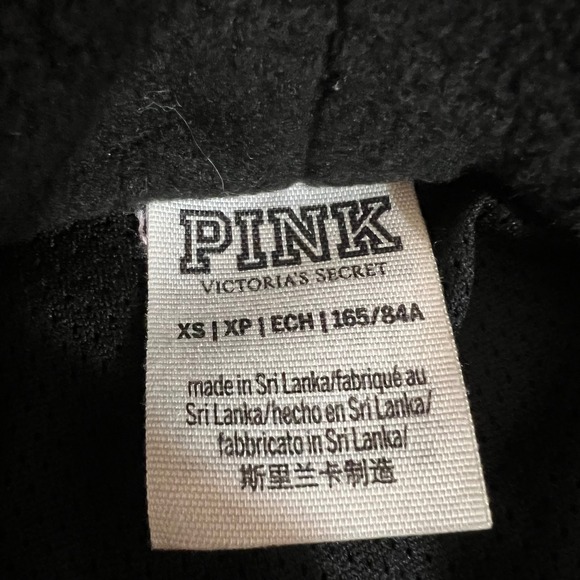 PINK
VICTORIA'S SECRET
XS | XP | ECH | 165/84A
made in Sri Lanka/fabriqué au
Sri Lanka/hecho en Sri Lanka/
fabbricato in Sri Lanka/
斯里兰卡制造